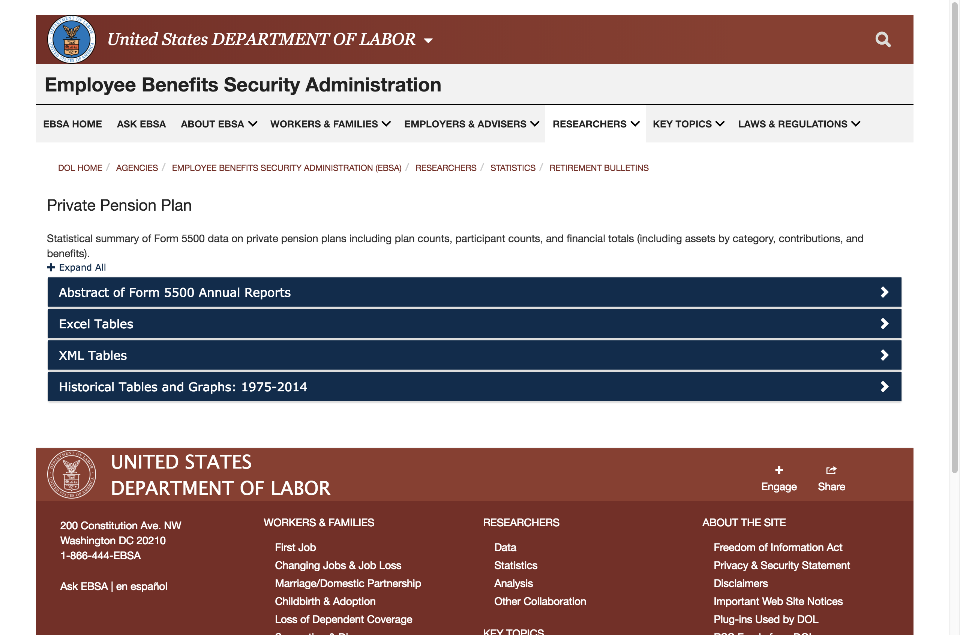 United States DEPARTMENT OF LABOR
Employee Benefits Security Administration
EBSA HOME ASK EBSA ABOUT EBSA WORKERS & FAMILIES EMPLOYERS & ADVISERS RESEARCHERS KEY TOPICS LAWS & REGULATIONS
DOL HOME / AGENCIES / EMPLOYEE BENEFITS SECURITY ADMINISTRATION (EBSA) / RESEARCHERS / STATISTICS / RETIREMENT BULLETINS
Private Pension Plan
Statistical summary of Form 5500 data on private pension plans including plan counts, participant counts, and financial totals (including assets by category, contributions, and
benefits).
+ Expand All
Abstract of Form 5500 Annual Reports
Excel Tables
XML Tables
Historical Tables and Graphs: 1975-2014
UNITED STATES
DEPARTMENT OF LABOR
Engage Share
200 Constitution Ave. NW
Washington DC 20210
1-866-444-EBSA
Ask EBSA | en español
WORKERS & FAMILIES
First Job
Changing Jobs & Job Loss
Marriage/Domestic Partnership
Childbirth & Adoption
Loss of Dependent Coverage
RESEARCHERS
Data
Statistics
Analysis
Other Collaboration
KEY TOPICS
ABOUT THE SITE
Freedom of Information Act
Privacy & Security Statement
Disclaimers
Important Web Site Notices
Plug-ins Used by DOL